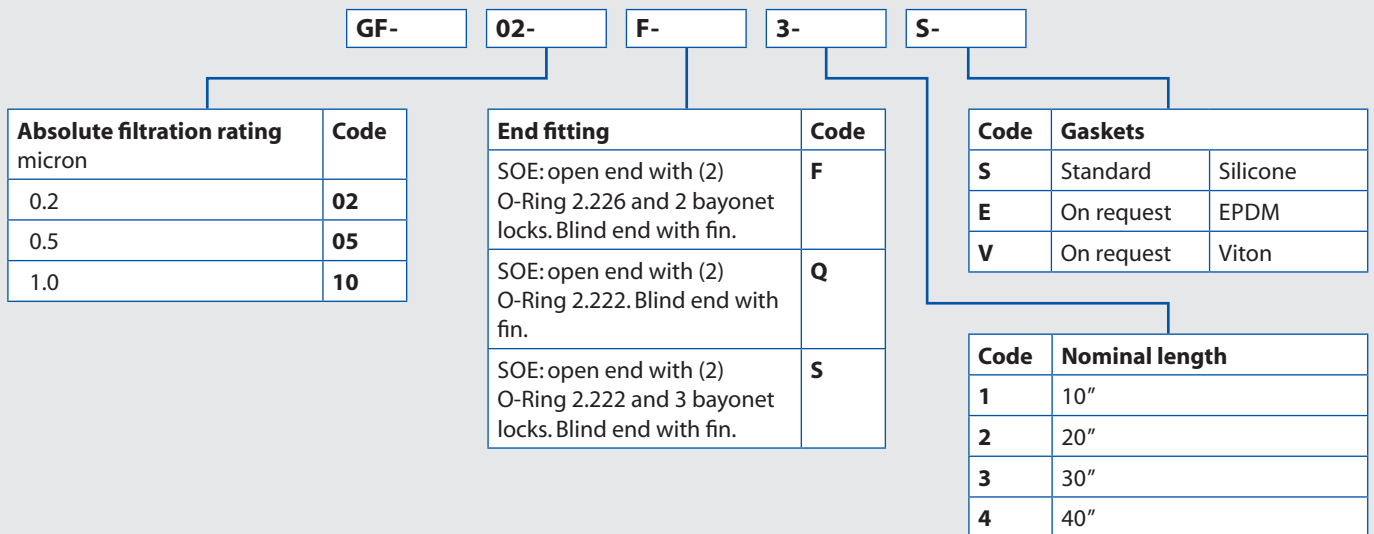 GF- 02- F- 3- S-
Absolute filtration rating Code
micron
0.2 02
0.5 05
1.0 10
End fitting Code
SOE: open end with (2) F
O-Ring 2.226 and 2 bayonet
locks. Blind end with fin.
SOE: open end with (2) Q
O-Ring 2.222. Blind end with
fin.
SOE: open end with (2) S
O-Ring 2.222 and 3 bayonet
locks. Blind end with fin.
Code Gaskets
S Standard Silicone
E On request EPDM
V On request Viton
Code Nominal length
1 10”
2 20”
3 30”
4 40”